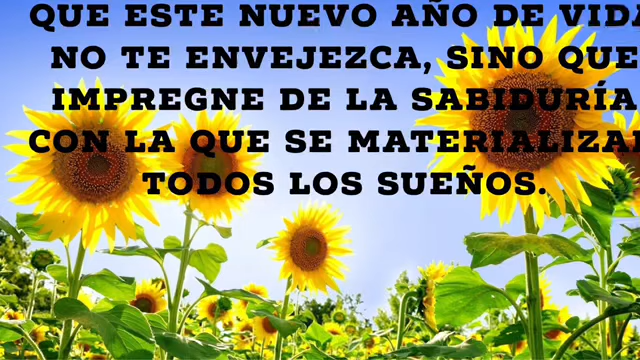 QUE ESTE NUEVO AÑO DE VIDA
NO TE ENVEJEZCA, SINO QUE
IMPREGNE DE LA SABIDURÍA
CON LA QUE SE MATERIALIZAN
TODOS LOS SUEÑOS.